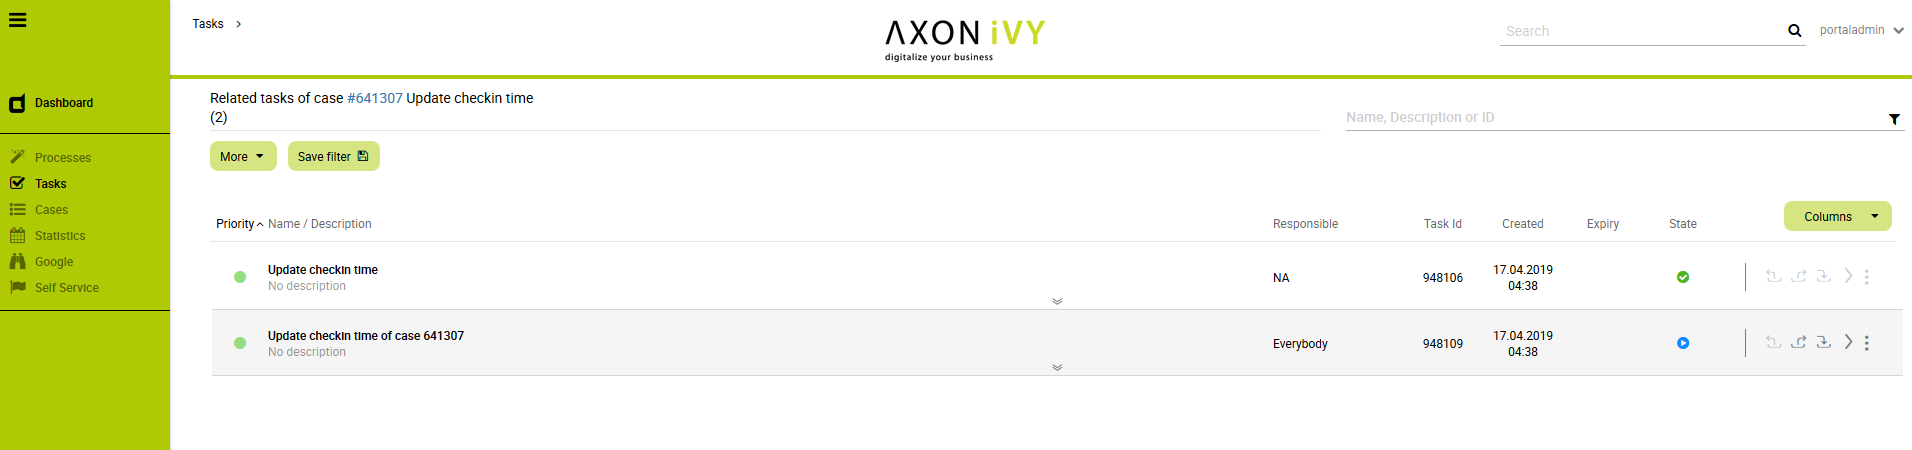 Tasks
AXON iVY
digitalize your business
Search
portaladmin
Dashboard
Processes
Tasks
Cases
Statistics
Google
Self Service
Related tasks of case #641307 Update checkin time
(2)
Name, Description or ID
More
Save filter
Columns
Priority Name / Description Responsible Task Id Created Expiry State
Update checkin time
No description
NA
948106
17.04.2019
04:38
Update checkin time of case 641307
No description
Everybody
948109
17.04.2019
04:38